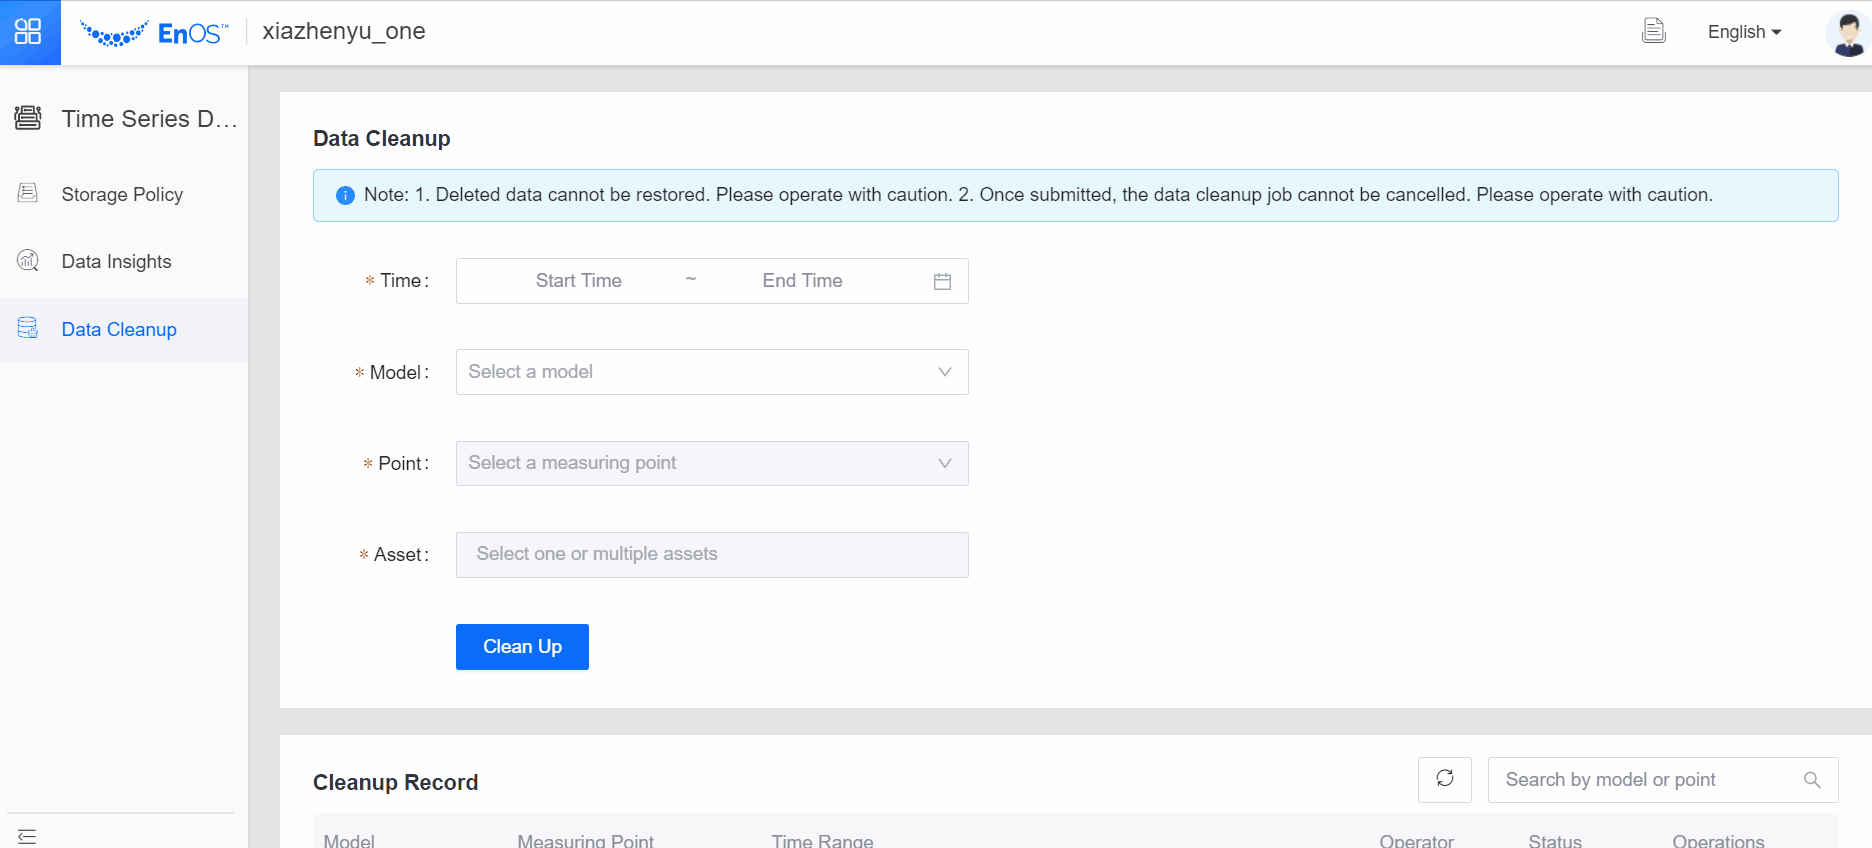 EnOS™
xiazhenyu_one
English
Time Series D...
Storage Policy
Data Insights
Data Cleanup
Data Cleanup
Note: 1. Deleted data cannot be restored. Please operate with caution. 2. Once submitted, the data cleanup job cannot be cancelled. Please operate with caution.
* Time: Start Time ~ End Time
* Model: Select a model
* Point: Select a measuring point
* Asset: Select one or multiple assets
Clean Up
Cleanup Record
Search by model or point
Model Measuring Point Time Range Operator Status Operations